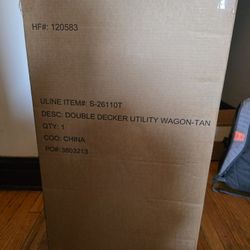 HF#: 120583
ULINE ITEM#: S-26110T
DESC: DOUBLE DECKER UTILITY WAGON-TAN
QTY: 1
COO: CHINA
PO#: 3803213